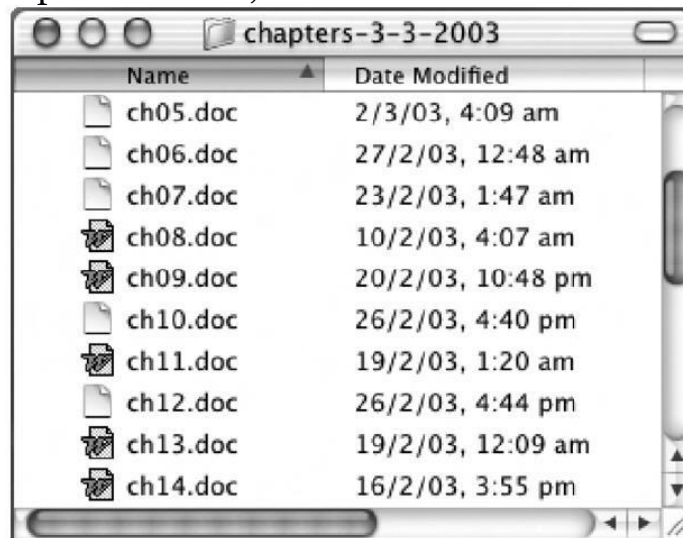 chapters-3-3-2003
Name Date Modified
ch05.doc 2/3/03, 4:09 am
ch06.doc 27/2/03, 12:48 am
ch07.doc 23/2/03, 1:47 am
ch08.doc 10/2/03, 4:07 am
ch09.doc 20/2/03, 10:48 pm
ch10.doc 26/2/03, 4:40 pm
ch11.doc 19/2/03, 1:20 am
ch12.doc 26/2/03, 4:44 pm
ch13.doc 19/2/03, 12:09 am
ch14.doc 16/2/03, 3:55 pm